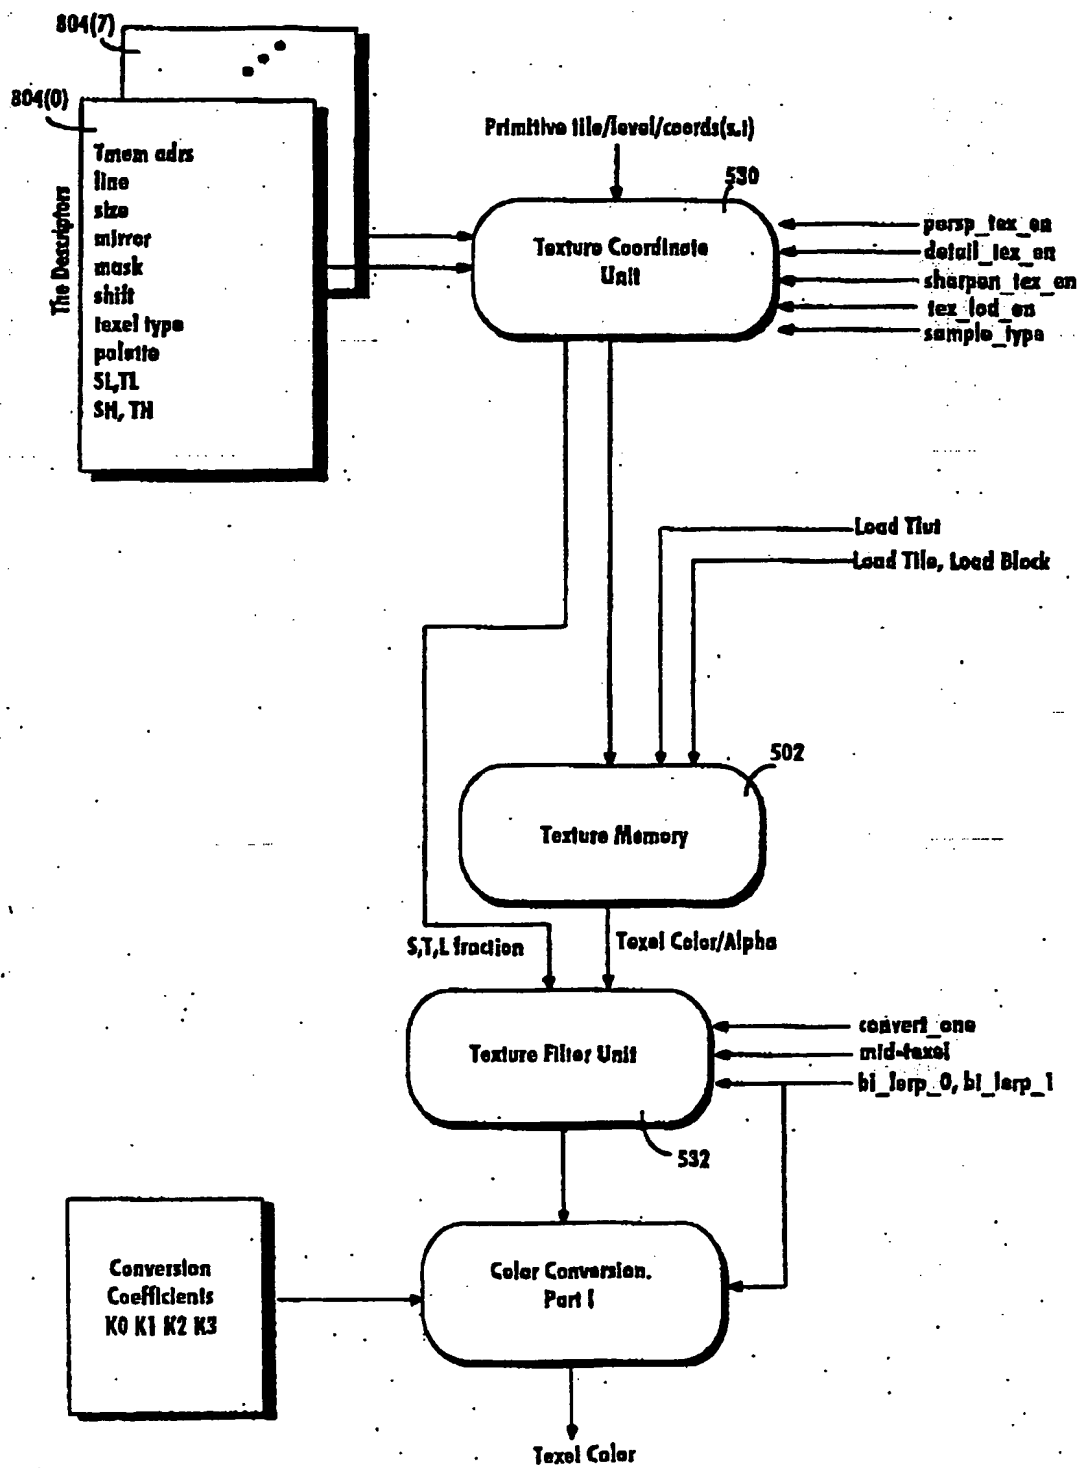 804(7)
804(0)
Tmem adrs
line
size
mirror
mask
shift
texel type
palette
SL,TL
SH, TH
The Descriptors
Primitive tile/level/coords(s.t)
530
Texture Coordinate
Unit
persp_tex_en
detail_tex_en
sharpen_tex_en
tex_lod_en
sample_type
Load Tlut
Load Tile, Load Block
502
Texture Memory
S,T,L fraction
Texel Color/Alpha
Texture Filter Unit
convert_one
mid-texel
bi_lerp_0, bi_lerp_1
532
Conversion
Coefficients
K0 K1 K2 K3
Color Conversion.
Part I
Texel Color